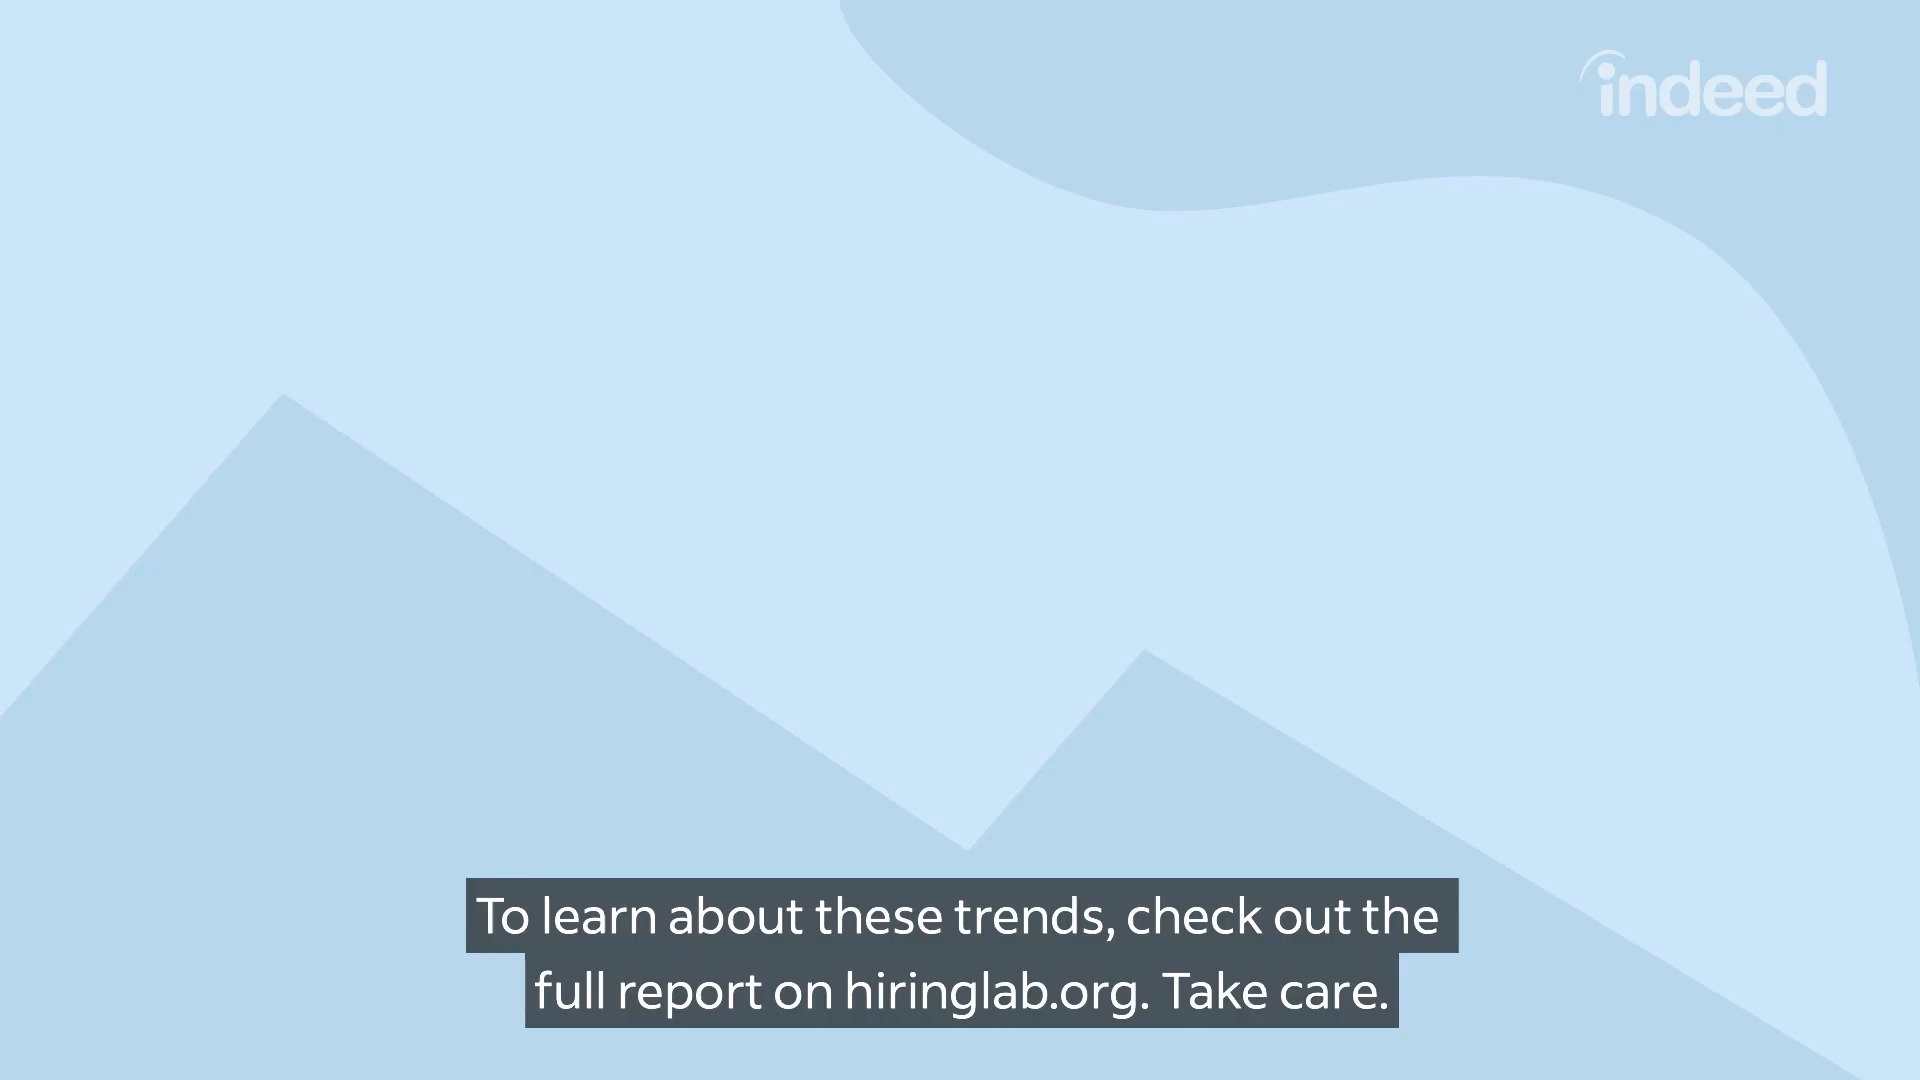 indeed
To learn about these trends, check out the
full report on hiringlab.org. Take care.